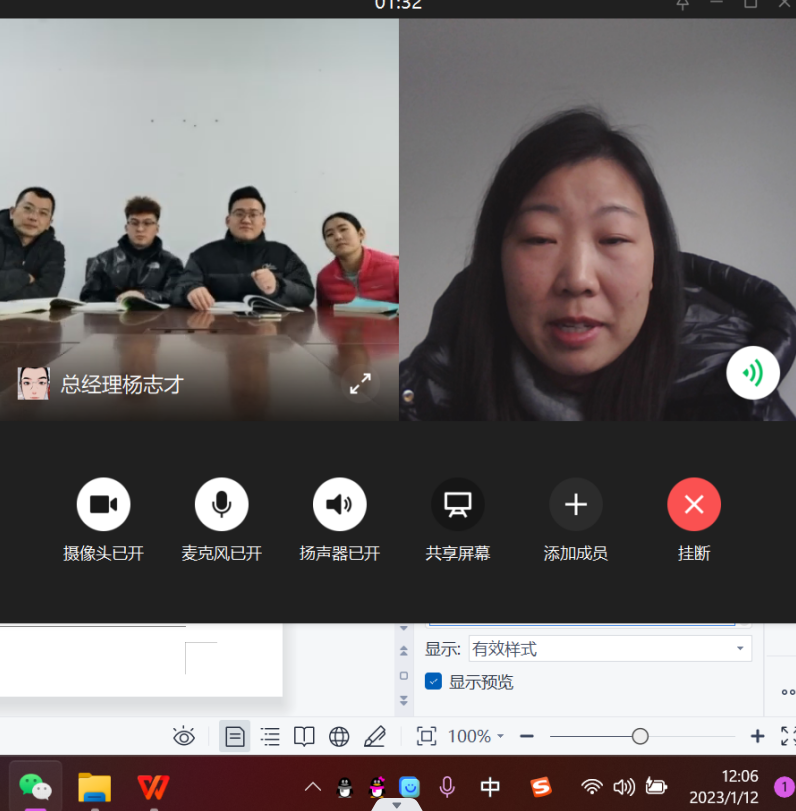 01:32
总经理杨志才
摄像头已开
麦克风已开
扬声器已开
共享屏幕
添加成员
挂断
显示: 有效样式
显示预览
100%
中
12:06
2023/1/12
1